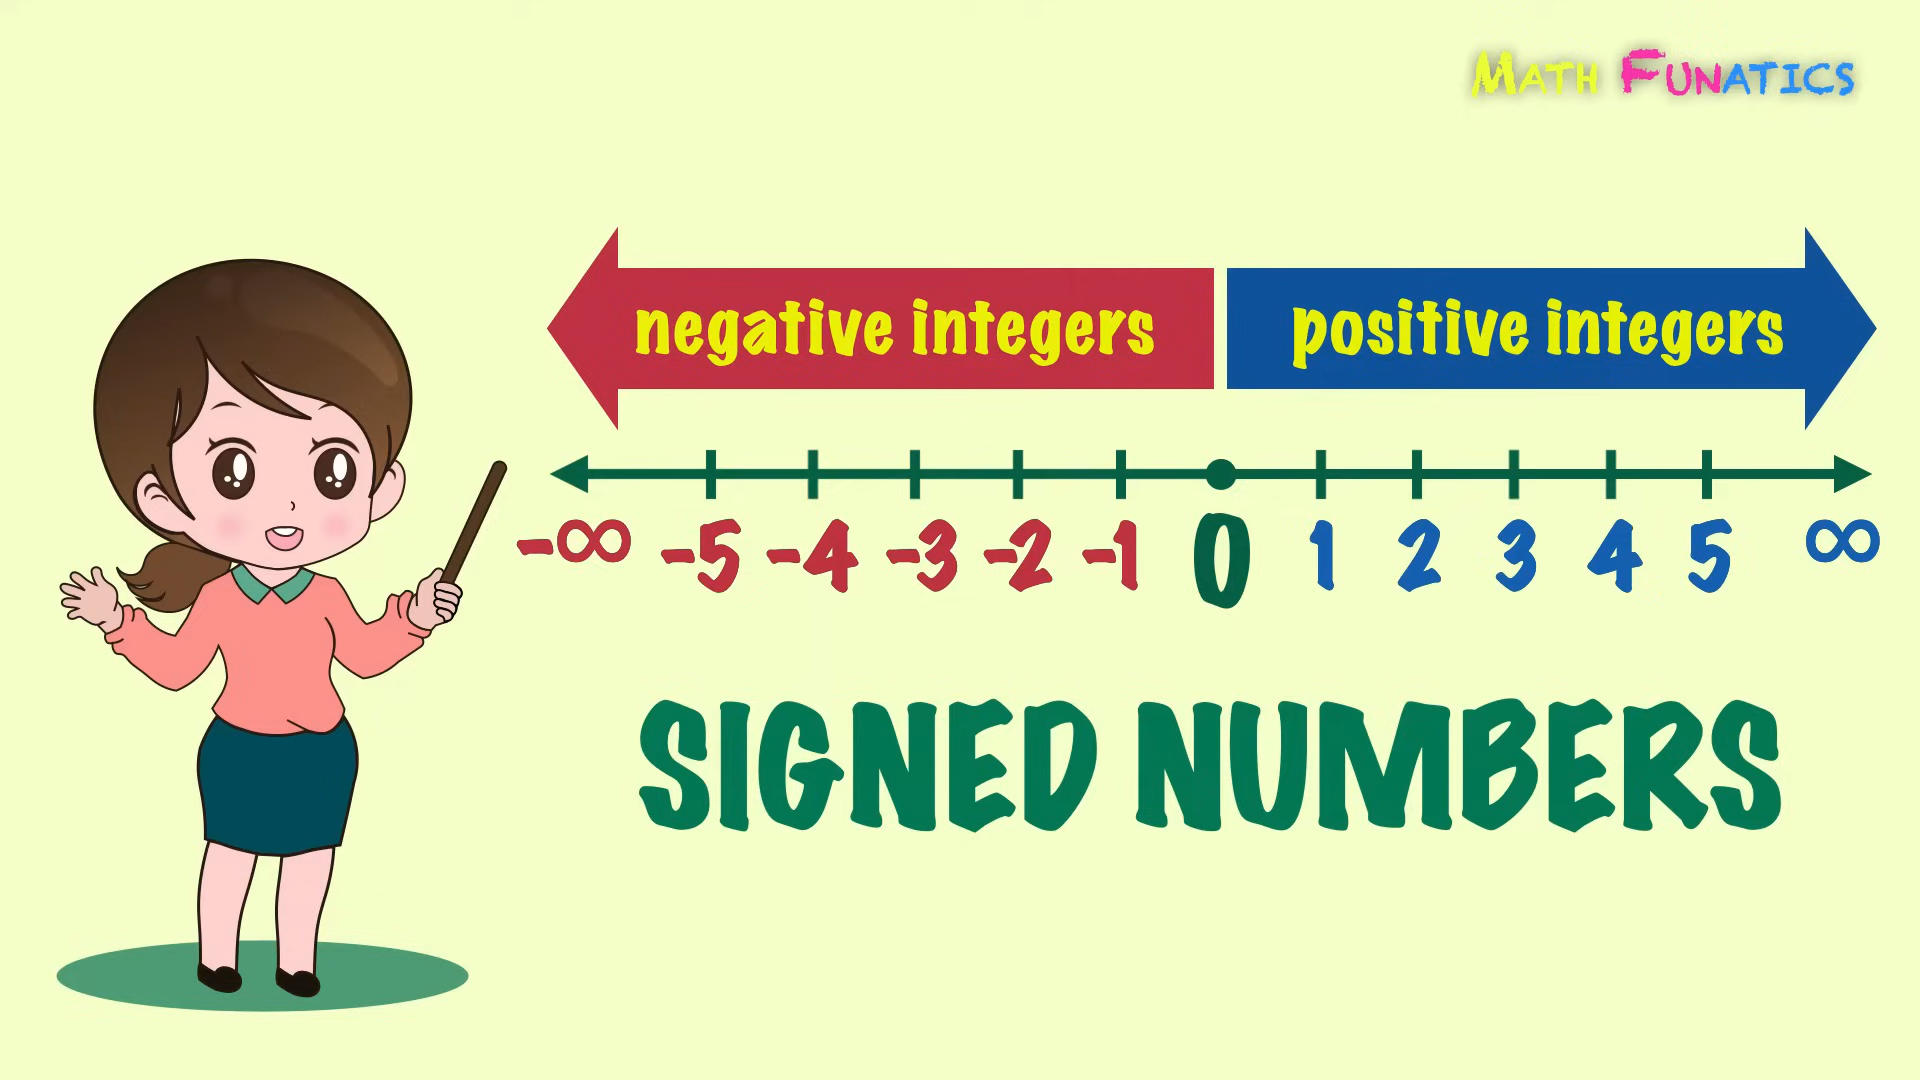 Math Funatics
negative integers positive integers
-∞ -5 -4 -3 -2 -1 0 1 2 3 4 5 ∞
SIGNED NUMBERS